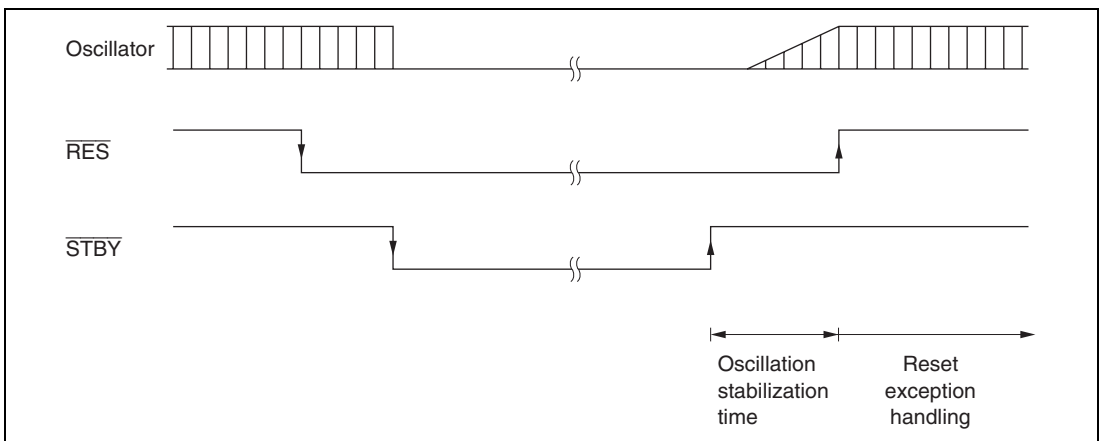 Oscillator
RES
STBY
Oscillation
stabilization
time
Reset
exception
handling